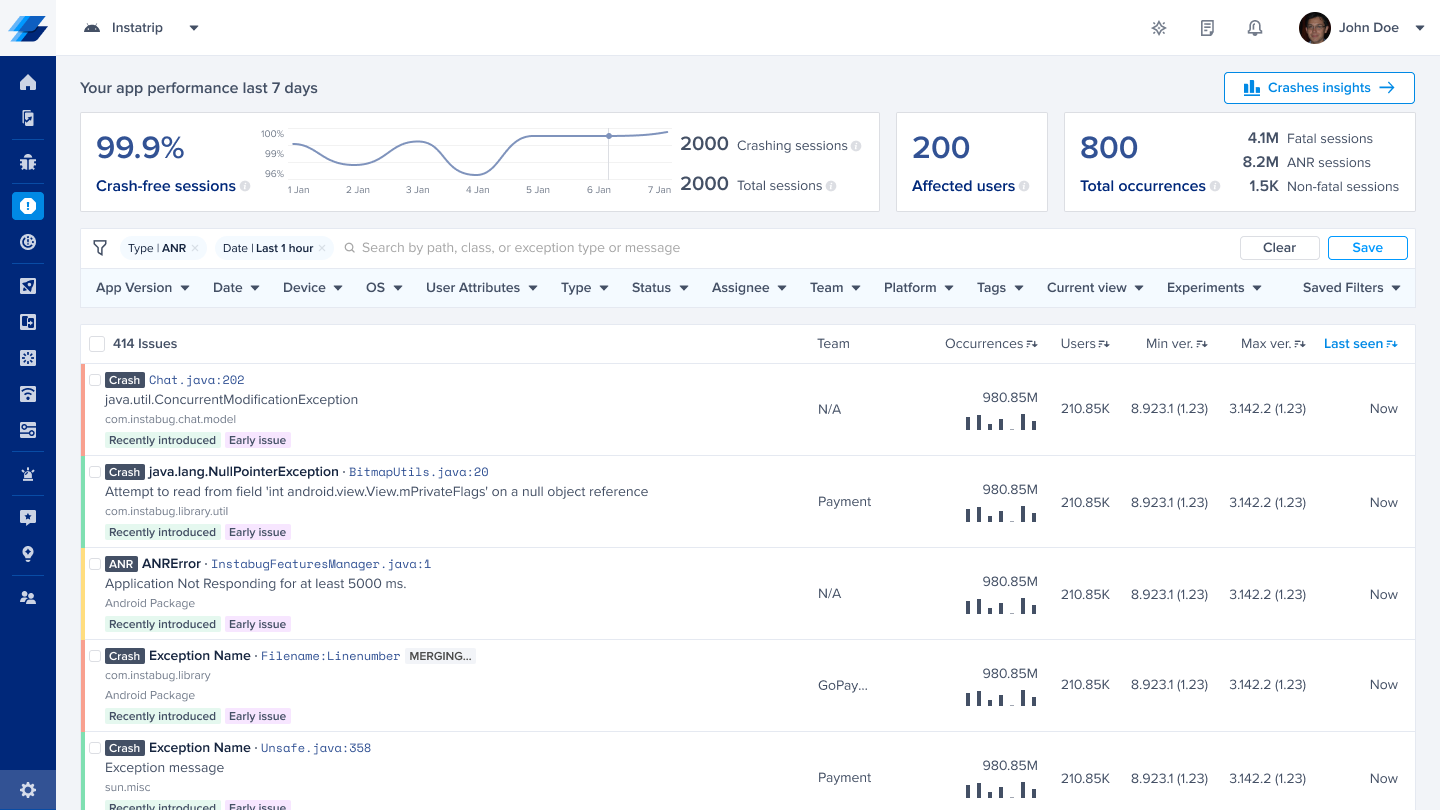 Instatrip
John Doe
Your app performance last 7 days
Crashes insights
99.9%
Crash-free sessions
100%
99%
96%
1 Jan 2 Jan 3 Jan 4 Jan 5 Jan 6 Jan 7 Jan
2000 Crashing sessions
2000 Total sessions
200
Affected users
800
Total occurrences
4.1M Fatal sessions
8.2M ANR sessions
1.5K Non-fatal sessions
Type | ANR Date | Last 1 hour Search by path, class, or exception type or message Clear Save
App Version Date Device OS User Attributes Type Status Assignee Team Platform Tags Current view Experiments Saved Filters
414 Issues Team Occurrences Users Min ver. Max ver. Last seen
Crash Chat.java:202
java.util.ConcurrentModificationException
com.instabug.chat.model
Recently introduced Early issue
N/A 980.85M 210.85K 8.923.1 (1.23) 3.142.2 (1.23) Now
Crash java.lang.NullPointerException · BitmapUtils.java:20
Attempt to read from field 'int android.view.View.mPrivateFlags' on a null object reference
com.instabug.library.util
Recently introduced Early issue
Payment 980.85M 210.85K 8.923.1 (1.23) 3.142.2 (1.23) Now
ANR ANRError · InstabugFeaturesManager.java:1
Application Not Responding for at least 5000 ms.
Android Package
Recently introduced Early issue
N/A 980.85M 210.85K 8.923.1 (1.23) 3.142.2 (1.23) Now
Crash Exception Name · Filename:Linenumber MERGING...
com.instabug.library
Android Package
Recently introduced Early issue
GoPay... 980.85M 210.85K 8.923.1 (1.23) 3.142.2 (1.23) Now
Crash Exception Name · Unsafe.java:358
Exception message
sun.misc
Recently introduced Early issue
Payment 980.85M 210.85K 8.923.1 (1.23) 3.142.2 (1.23) Now